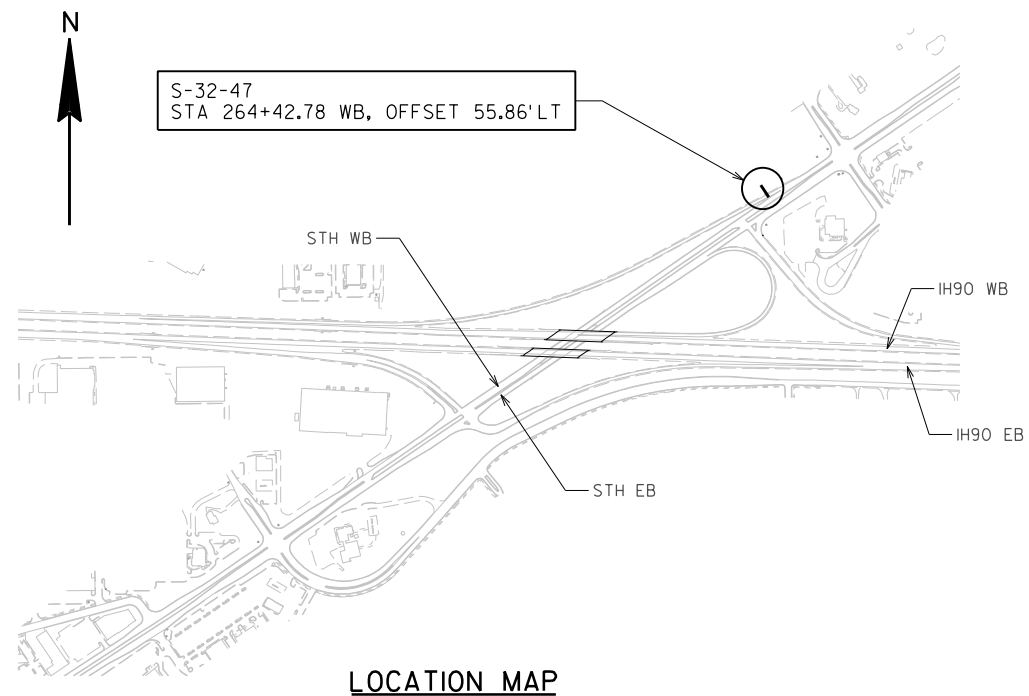 N
S-32-47
STA 264+42.78 WB, OFFSET 55.86'LT
STH WB
IH90 WB
IH90 EB
STH EB
LOCATION MAP